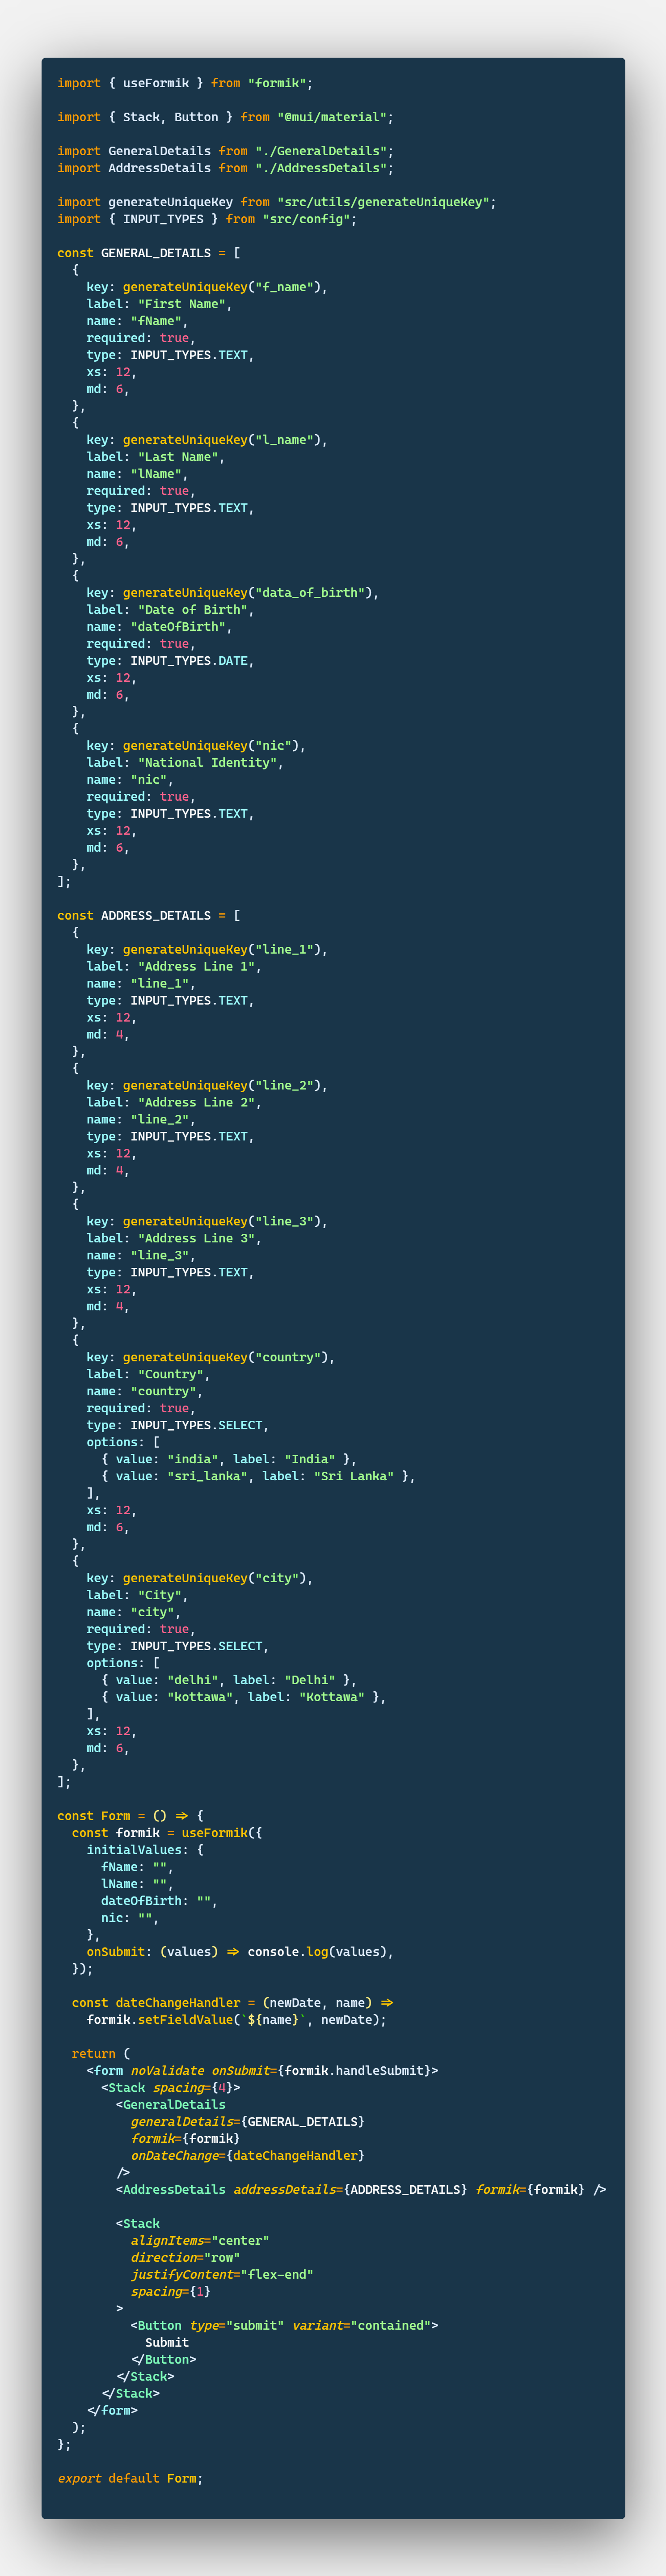 import { useFormik } from "formik";

import { Stack, Button } from "@mui/material";

import GeneralDetails from "./GeneralDetails";
import AddressDetails from "./AddressDetails";

import generateUniqueKey from "src/utils/generateUniqueKey";
import { INPUT_TYPES } from "src/config";

const GENERAL_DETAILS = [
  {
    key: generateUniqueKey("f_name"),
    label: "First Name",
    name: "fName",
    required: true,
    type: INPUT_TYPES.TEXT,
    xs: 12,
    md: 6,
  },
  {
    key: generateUniqueKey("l_name"),
    label: "Last Name",
    name: "lName",
    required: true,
    type: INPUT_TYPES.TEXT,
    xs: 12,
    md: 6,
  },
  {
    key: generateUniqueKey("data_of_birth"),
    label: "Date of Birth",
    name: "dateOfBirth",
    required: true,
    type: INPUT_TYPES.DATE,
    xs: 12,
    md: 6,
  },
  {
    key: generateUniqueKey("nic"),
    label: "National Identity",
    name: "nic",
    required: true,
    type: INPUT_TYPES.TEXT,
    xs: 12,
    md: 6,
  },
];

const ADDRESS_DETAILS = [
  {
    key: generateUniqueKey("line_1"),
    label: "Address Line 1",
    name: "line_1",
    type: INPUT_TYPES.TEXT,
    xs: 12,
    md: 4,
  },
  {
    key: generateUniqueKey("line_2"),
    label: "Address Line 2",
    name: "line_2",
    type: INPUT_TYPES.TEXT,
    xs: 12,
    md: 4,
  },
  {
    key: generateUniqueKey("line_3"),
    label: "Address Line 3",
    name: "line_3",
    type: INPUT_TYPES.TEXT,
    xs: 12,
    md: 4,
  },
  {
    key: generateUniqueKey("country"),
    label: "Country",
    name: "country",
    required: true,
    type: INPUT_TYPES.SELECT,
    options: [
      { value: "india", label: "India" },
      { value: "sri_lanka", label: "Sri Lanka" },
    ],
    xs: 12,
    md: 6,
  },
  {
    key: generateUniqueKey("city"),
    label: "City",
    name: "city",
    required: true,
    type: INPUT_TYPES.SELECT,
    options: [
      { value: "delhi", label: "Delhi" },
      { value: "kottawa", label: "Kottawa" },
    ],
    xs: 12,
    md: 6,
  },
];

const Form = () => {
  const formik = useFormik({
    initialValues: {
      fName: "",
      lName: "",
      dateOfBirth: "",
      nic: "",
    },
    onSubmit: (values) => console.log(values),
  });

  const dateChangeHandler = (newDate, name) =>
    formik.setFieldValue(`${name}`, newDate);

  return (
    <form noValidate onSubmit={formik.handleSubmit}>
      <Stack spacing={4}>
        <GeneralDetails
          generalDetails={GENERAL_DETAILS}
          formik={formik}
          onDateChange={dateChangeHandler}
        />
        <AddressDetails addressDetails={ADDRESS_DETAILS} formik={formik} />

        <Stack
          alignItems="center"
          direction="row"
          justifyContent="flex-end"
          spacing={1}
        >
          <Button type="submit" variant="contained">
            Submit
          </Button>
        </Stack>
      </Stack>
    </form>
  );
};

export default Form;